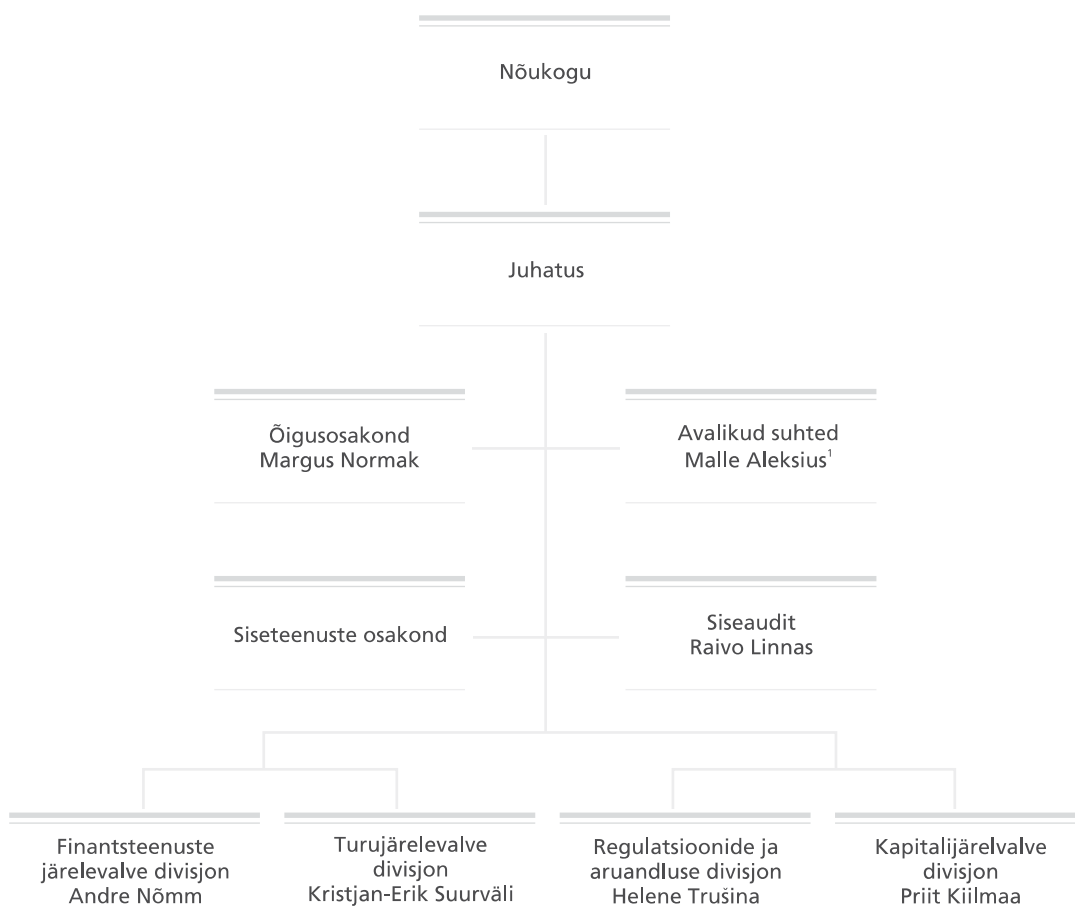 Nõukogu
Juhatus
Õigusosakond
Margus Normak
Avalikud suhted
Malle Aleksius¹
Siseteenuste osakond
Siseaudit
Raivo Linnas
Finantsteenuste
järelevalve divisjon
Andre Nõmm
Turujärelevalve
divisjon
Kristjan-Erik Suurväli
Regulatsioonide ja
aruandluse divisjon
Helene Trušina
Kapitalijärelvalve
divisjon
Priit Kiilmaa